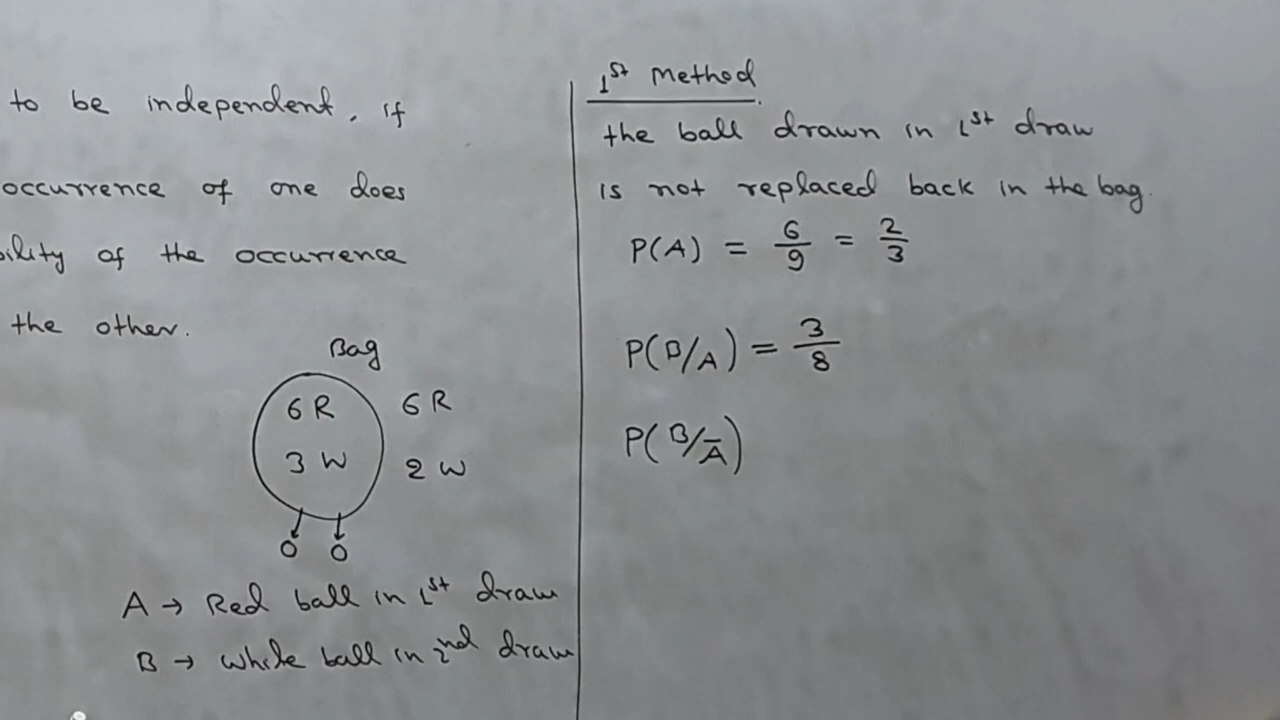 to be independent, if
occurrence of one does
bility of the occurrence
the other.
Bag
6 R 6 R
3 W 2 W
O O
A → Red ball in 1st draw
B → white ball in 2nd draw
1st Method.
the ball drawn in 1st draw
is not replaced back in the bag.
P(A) = 6/9 = 2/3
P(B/A) = 3/8
P(B/Ā)